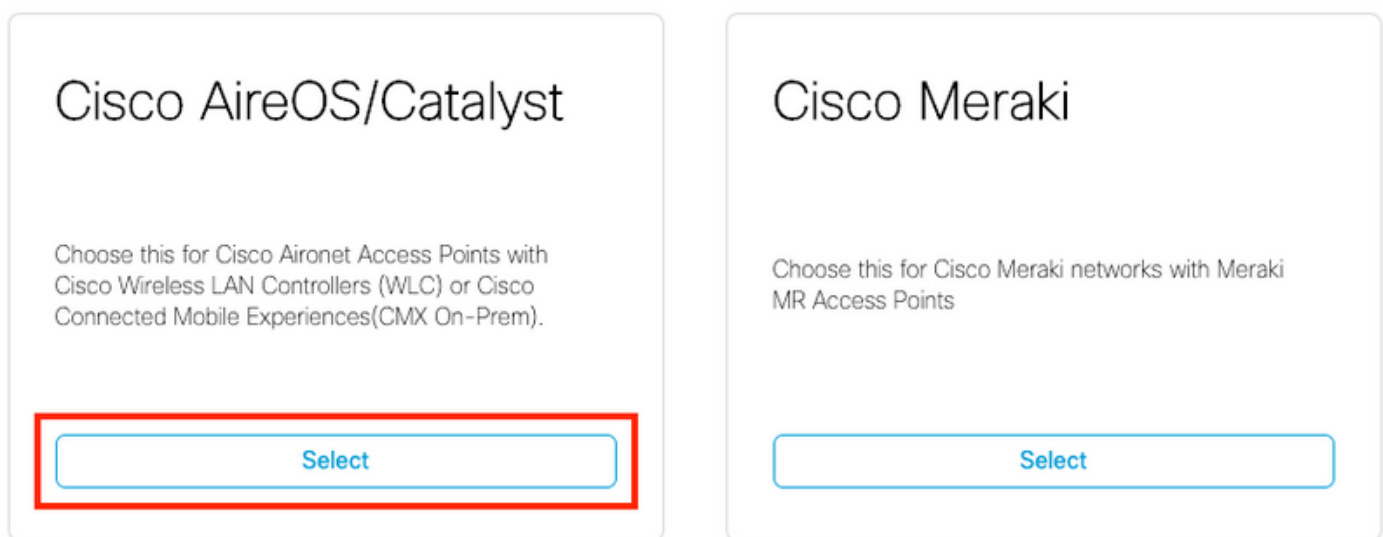 Cisco AireOS/Catalyst
Choose this for Cisco Aironet Access Points with
Cisco Wireless LAN Controllers (WLC) or Cisco
Connected Mobile Experiences(CMX On-Prem).
Select
Cisco Meraki
Choose this for Cisco Meraki networks with Meraki
MR Access Points
Select